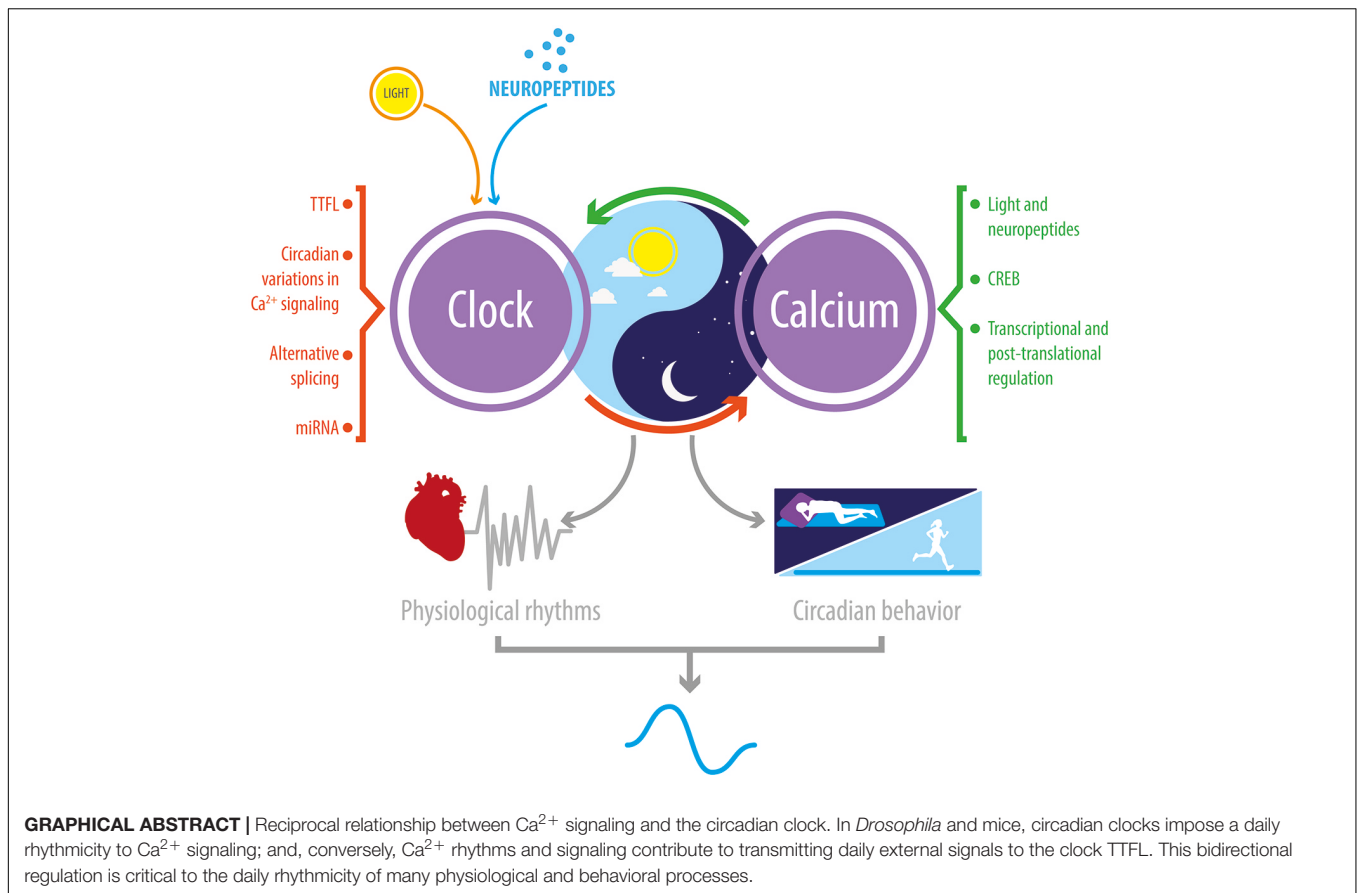 LIGHT
NEUROPEPTIDES
TTFL
Circadian
variations in
Ca²⁺ signaling
Alternative
splicing
miRNA
Clock
Calcium
Light and
neuropeptides
CREB
Transcriptional and
post-translational
regulation
Physiological rhythms
Circadian behavior
GRAPHICAL ABSTRACT | Reciprocal relationship between Ca²⁺ signaling and the circadian clock. In Drosophila and mice, circadian clocks impose a daily
rhythmicity to Ca²⁺ signaling; and, conversely, Ca²⁺ rhythms and signaling contribute to transmitting daily external signals to the clock TTFL. This bidirectional
regulation is critical to the daily rhythmicity of many physiological and behavioral processes.